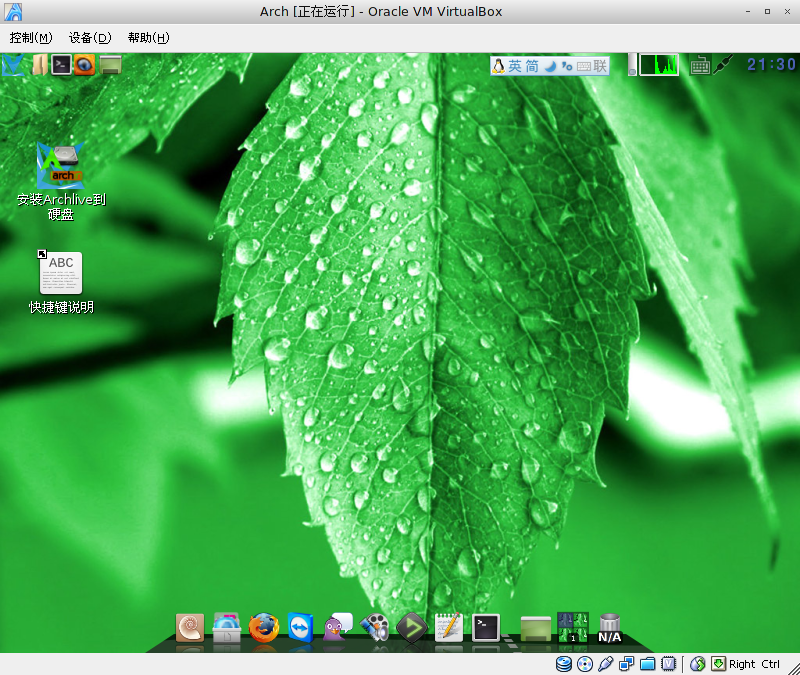 Arch [正在运行] - Oracle VM VirtualBox
控制(M) 设备(D) 帮助(H)
英 简 联
21:30
arch
安装Archlive到
硬盘
ABC
快捷键说明
1
N/A
Right Ctrl